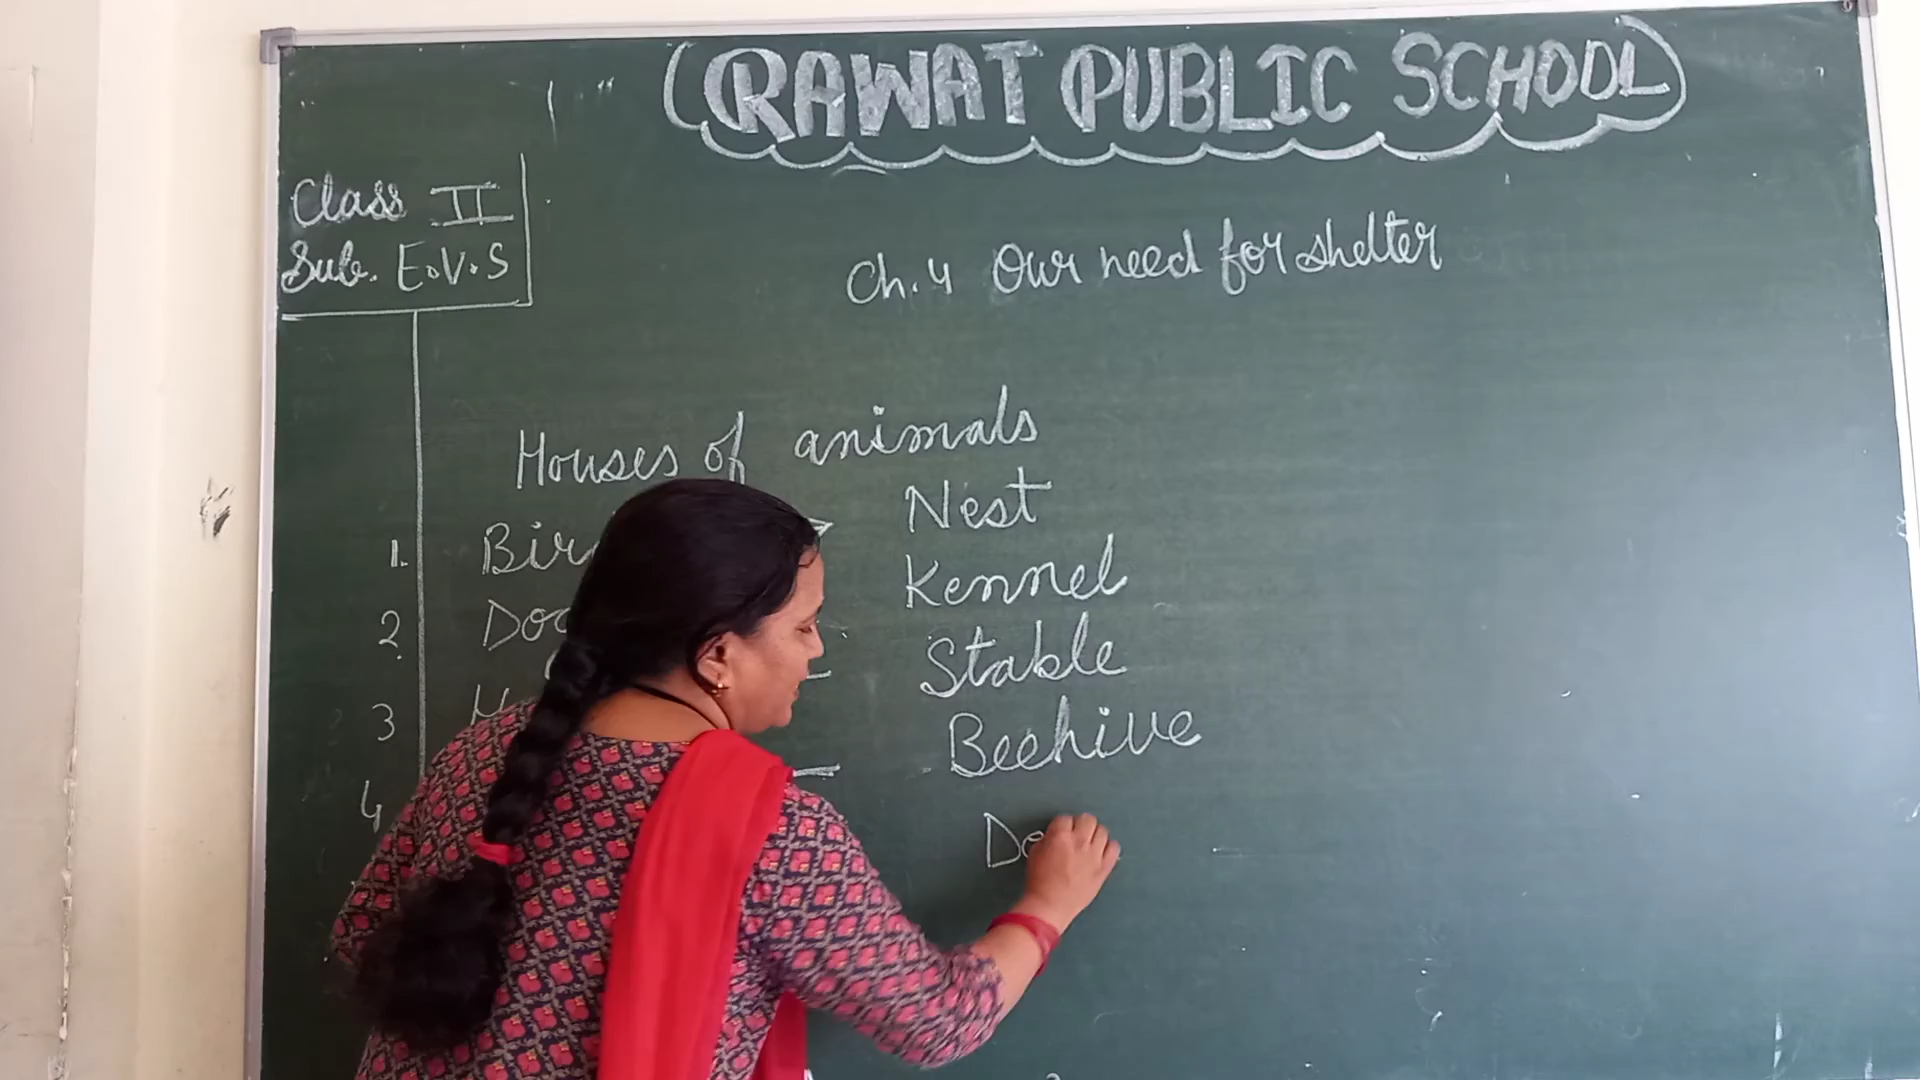 RAWAT PUBLIC SCHOOL
Class II
Sub. E.V.S
Ch.4 Our need for shelter
Houses of animals
1. Nest
2. Kennel
3 Stable
4 Beehive